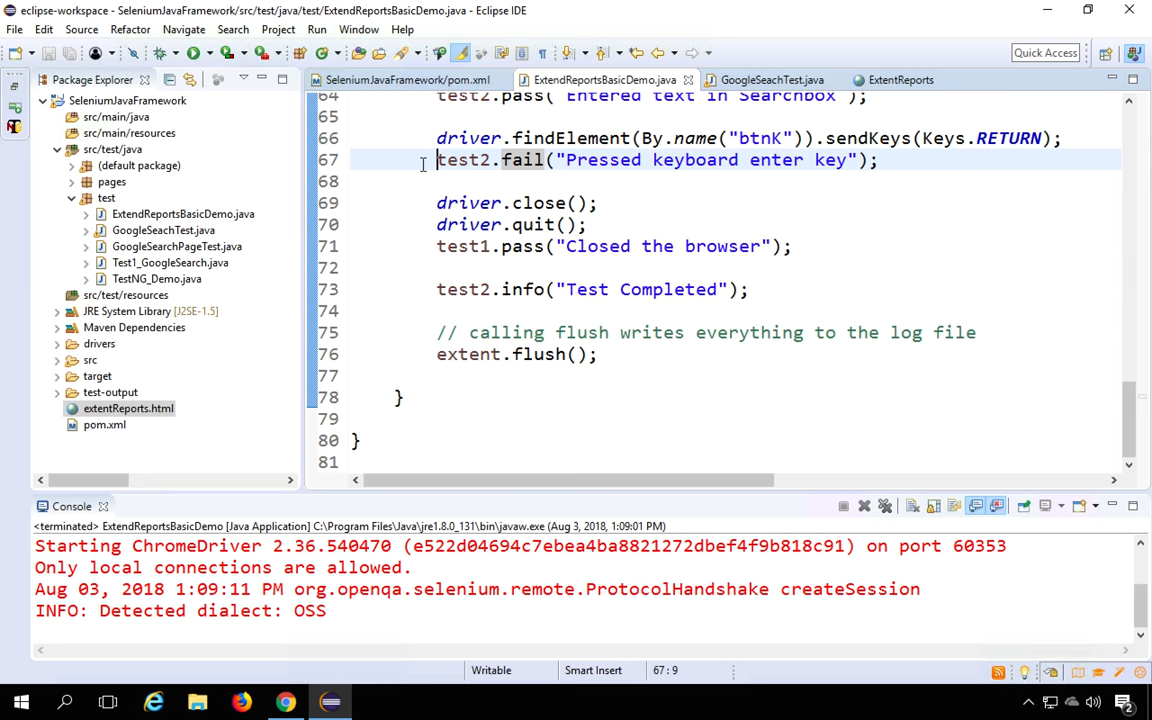 eclipse-workspace - SeleniumJavaFramework/src/test/java/test/ExtendReportsBasicDemo.java - Eclipse IDE
File Edit Source Refactor Navigate Search Project Run Window Help
Quick Access
Package Explorer
SeleniumJavaFramework/pom.xml
ExtendReportsBasicDemo.java
GoogleSeachTest.java
ExtentReports
SeleniumJavaFramework
src/main/java
src/main/resources
src/test/java
(default package)
pages
test
ExtendReportsBasicDemo.java
GoogleSeachTest.java
GoogleSearchPageTest.java
Test1_GoogleSearch.java
TestNG_Demo.java
src/test/resources
JRE System Library [J2SE-1.5]
Maven Dependencies
drivers
src
target
test-output
extentReports.html
pom.xml
64 test2.pass("Entered text in Searchbox");
65
66 driver.findElement(By.name("btnK")).sendKeys(Keys.RETURN);
67 test2.fail("Pressed keyboard enter key");
68
69 driver.close();
70 driver.quit();
71 test1.pass("Closed the browser");
72
73 test2.info("Test Completed");
74
75 // calling flush writes everything to the log file
76 extent.flush();
77
78 }
79
80 }
81
Console
<terminated> ExtendReportsBasicDemo [Java Application] C:\Program Files\Java\jre1.8.0_131\bin\javaw.exe (Aug 3, 2018, 1:09:01 PM)
Starting ChromeDriver 2.36.540470 (e522d04694c7ebea4ba8821272dbef4f9b818c91) on port 60353
Only local connections are allowed.
Aug 03, 2018 1:09:11 PM org.openqa.selenium.remote.ProtocolHandshake createSession
INFO: Detected dialect: OSS
Writable
Smart Insert
67 : 9
2